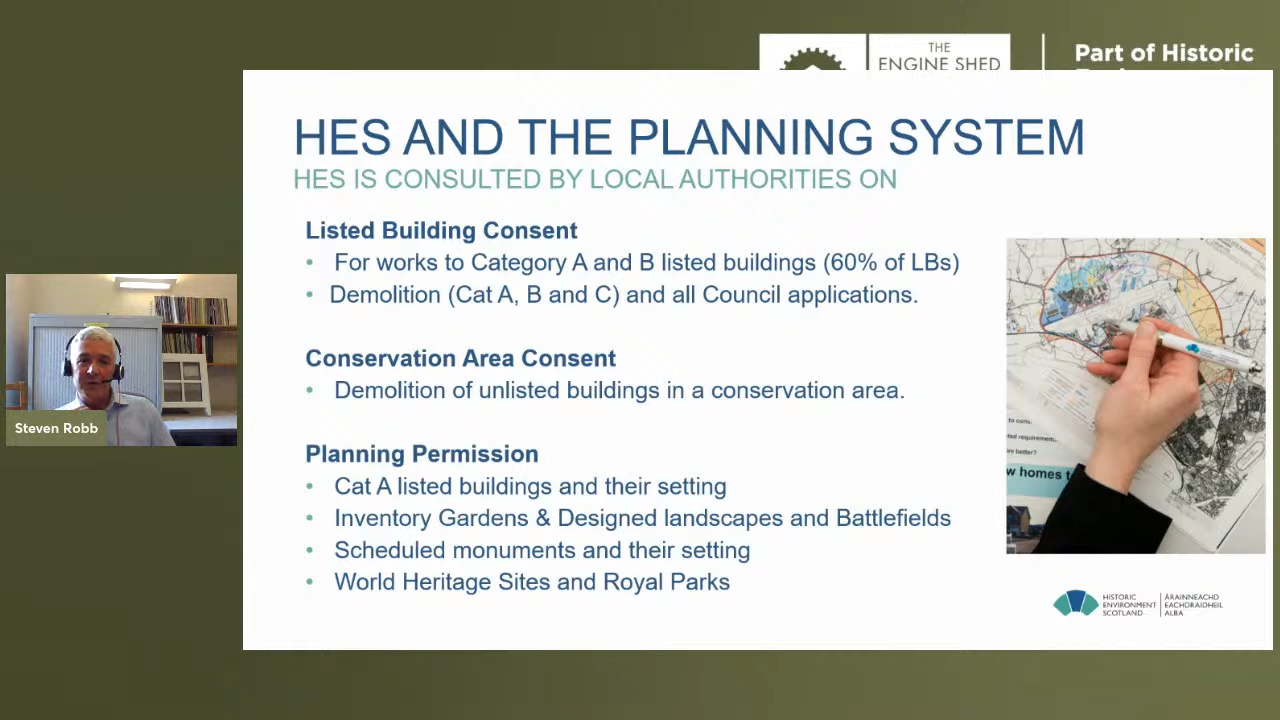 THE
ENGINE SHED
Part of Historic
HES AND THE PLANNING SYSTEM
HES IS CONSULTED BY LOCAL AUTHORITIES ON
Listed Building Consent
• For works to Category A and B listed buildings (60% of LBs)
• Demolition (Cat A, B and C) and all Council applications.
Conservation Area Consent
• Demolition of unlisted buildings in a conservation area.
Planning Permission
• Cat A listed buildings and their setting
• Inventory Gardens & Designed landscapes and Battlefields
• Scheduled monuments and their setting
• World Heritage Sites and Royal Parks
Steven Robb
w homes t
HISTORIC
ENVIRONMENT
SCOTLAND
ÀRAINNEACHD
EACHDRAIDHEIL
ALBA